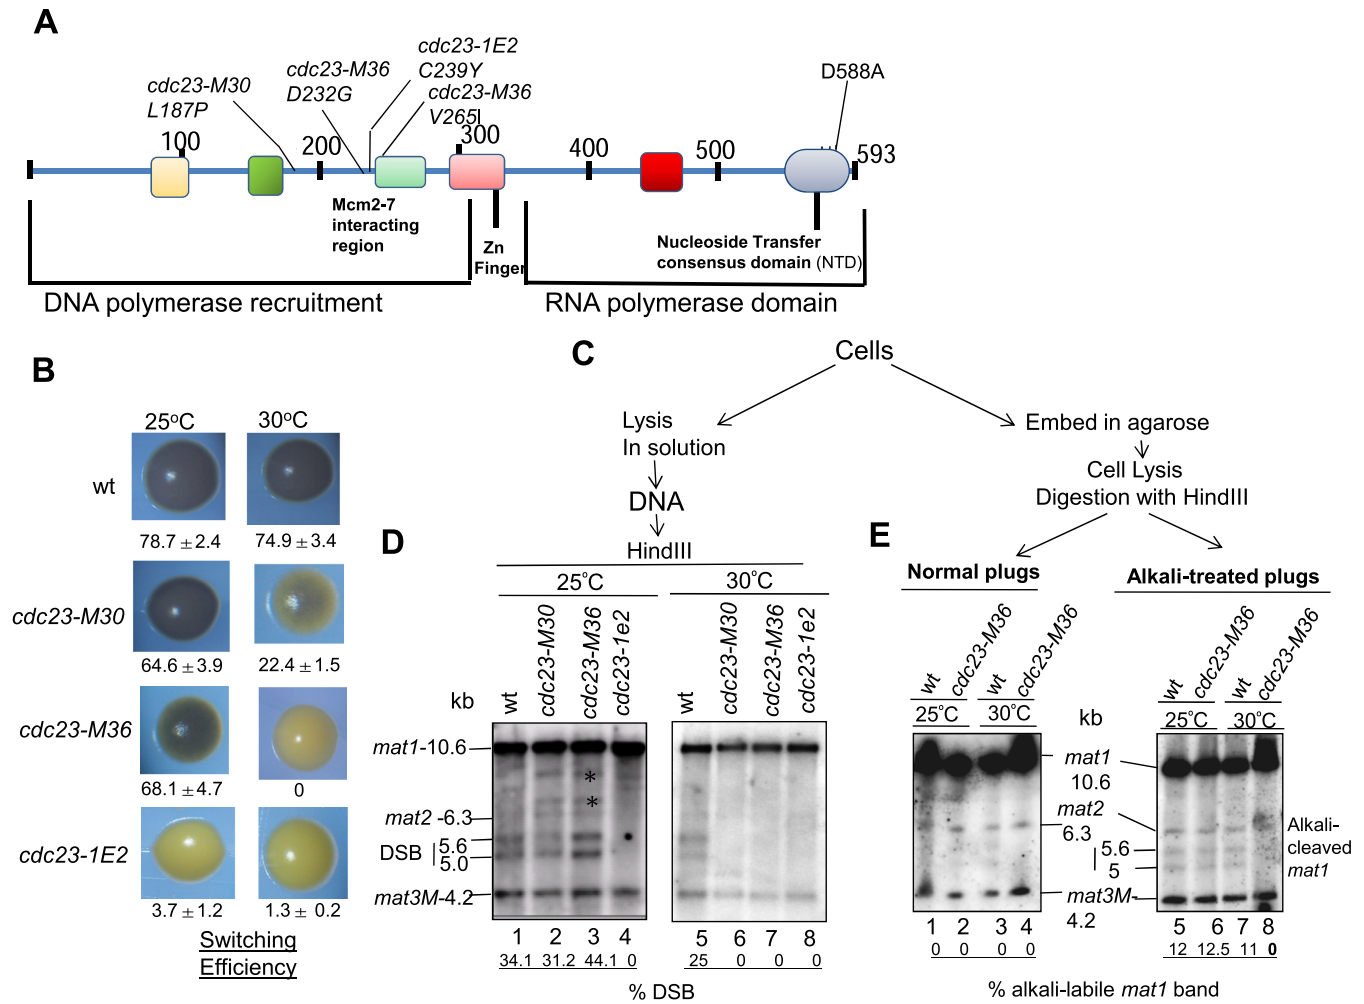 A
cdc23-M30
L187P
cdc23-M36
D232G
cdc23-1E2
C239Y
cdc23-M36
V265I
D588A
100
200
300
400
500
593
Mcm2-7
interacting
region
Zn
Finger
Nucleoside Transfer
consensus domain (NTD)
DNA polymerase recruitment
RNA polymerase domain
B
25°C
30°C
wt
78.7 ± 2.4
74.9 ± 3.4
cdc23-M30
64.6 ± 3.9
22.4 ± 1.5
cdc23-M36
68.1 ± 4.7
0
cdc23-1E2
3.7 ± 1.2
1.3 ± 0.2
Switching
Efficiency
C
Cells
Lysis
In solution
DNA
HindIII
Embed in agarose
Cell Lysis
Digestion with HindIII
Normal plugs
Alkali-treated plugs
D
25°C
30°C
wt
cdc23-M30
cdc23-M36
cdc23-1e2
wt
cdc23-M30
cdc23-M36
cdc23-1e2
kb
mat1-10.6
*
*
mat2 -6.3
DSB
5.6
5.0
mat3M-4.2
1 2 3 4
5 6 7 8
34.1 31.2 44.1 0
25 0 0 0
% DSB
E
wt
cdc23-M36
wt
cdc23-M36
25°C
30°C
kb
wt
cdc23-M36
wt
cdc23-M36
25°C
30°C
mat1
10.6
mat2
6.3
5.6
5
mat3M-
4.2
Alkali-
cleaved
mat1
1 2 3 4
5 6 7 8
0 0 0 0
12 12.5 11 0
% alkali-labile mat1 band